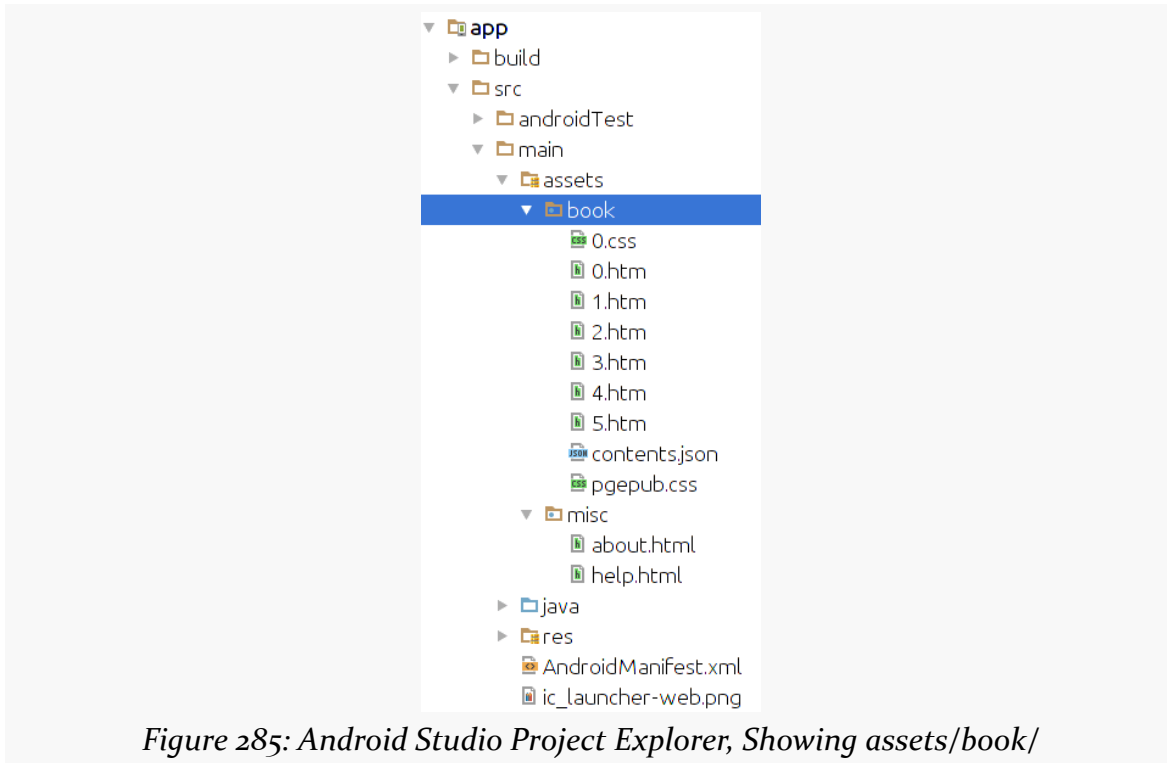 app
build
src
androidTest
main
assets
book
0.css
0.htm
1.htm
2.htm
3.htm
4.htm
5.htm
contents.json
pgepub.css
misc
about.html
help.html
java
res
AndroidManifest.xml
ic_launcher-web.png
Figure 285: Android Studio Project Explorer, Showing assets/book/